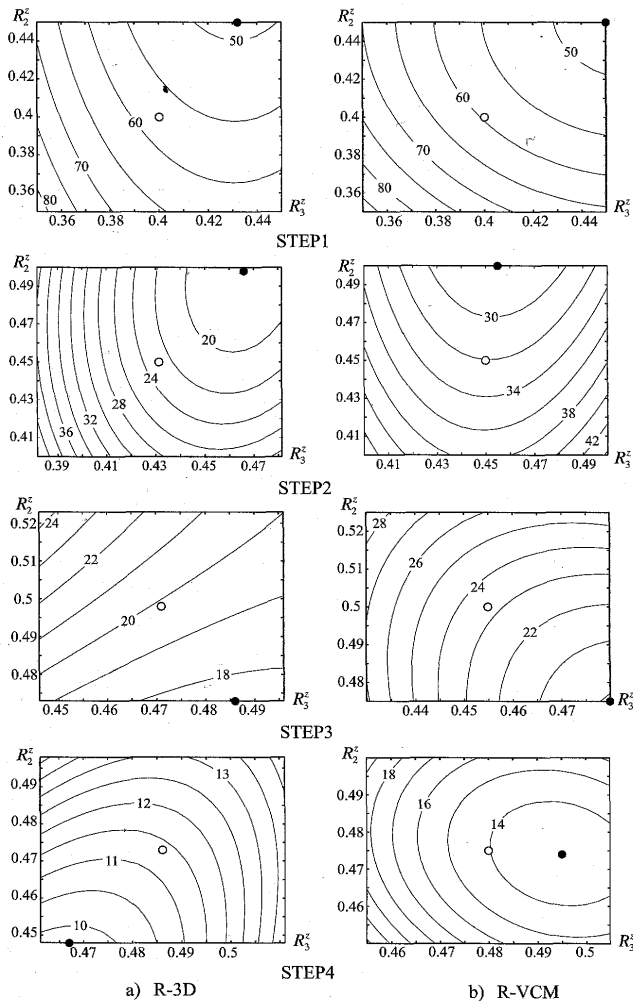 R₂ᶻ R₂ᶻ
0.44 50 0.44 50
0.42 0.42
60 60
0.4 0.4
0.38 70 0.38 70
0.36 80 0.36 80
0.36 0.38 0.4 0.42 0.44 R₃ᶻ 0.36 0.38 0.4 0.42 0.44 R₃ᶻ
STEP1
R₂ᶻ R₂ᶻ
0.49 0.49
0.47 20 0.47 30
0.45 24 0.45
0.43 28 0.43 34
32 38
0.41 36 0.41 42
0.39 0.41 0.43 0.45 0.47 R₃ᶻ 0.41 0.43 0.45 0.47 0.49 R₃ᶻ
STEP2
R₂ᶻ R₂ᶻ
0.52 24 0.52 28
0.51 22 0.51 26
0.5 0.5 24
0.49 20 0.49 22
0.48 18 0.48
0.45 0.46 0.47 0.48 0.49 R₃ᶻ 0.44 0.45 0.46 0.47 R₃ᶻ
STEP3
R₂ᶻ R₂ᶻ
0.49 13 0.49 18
0.48 12 0.48 16 14
0.47 11 0.47
0.46 10 0.46
0.45
0.47 0.48 0.49 0.5 R₃ᶻ 0.46 0.47 0.48 0.49 0.5 R₃ᶻ
STEP4
a) R-3D b) R-VCM